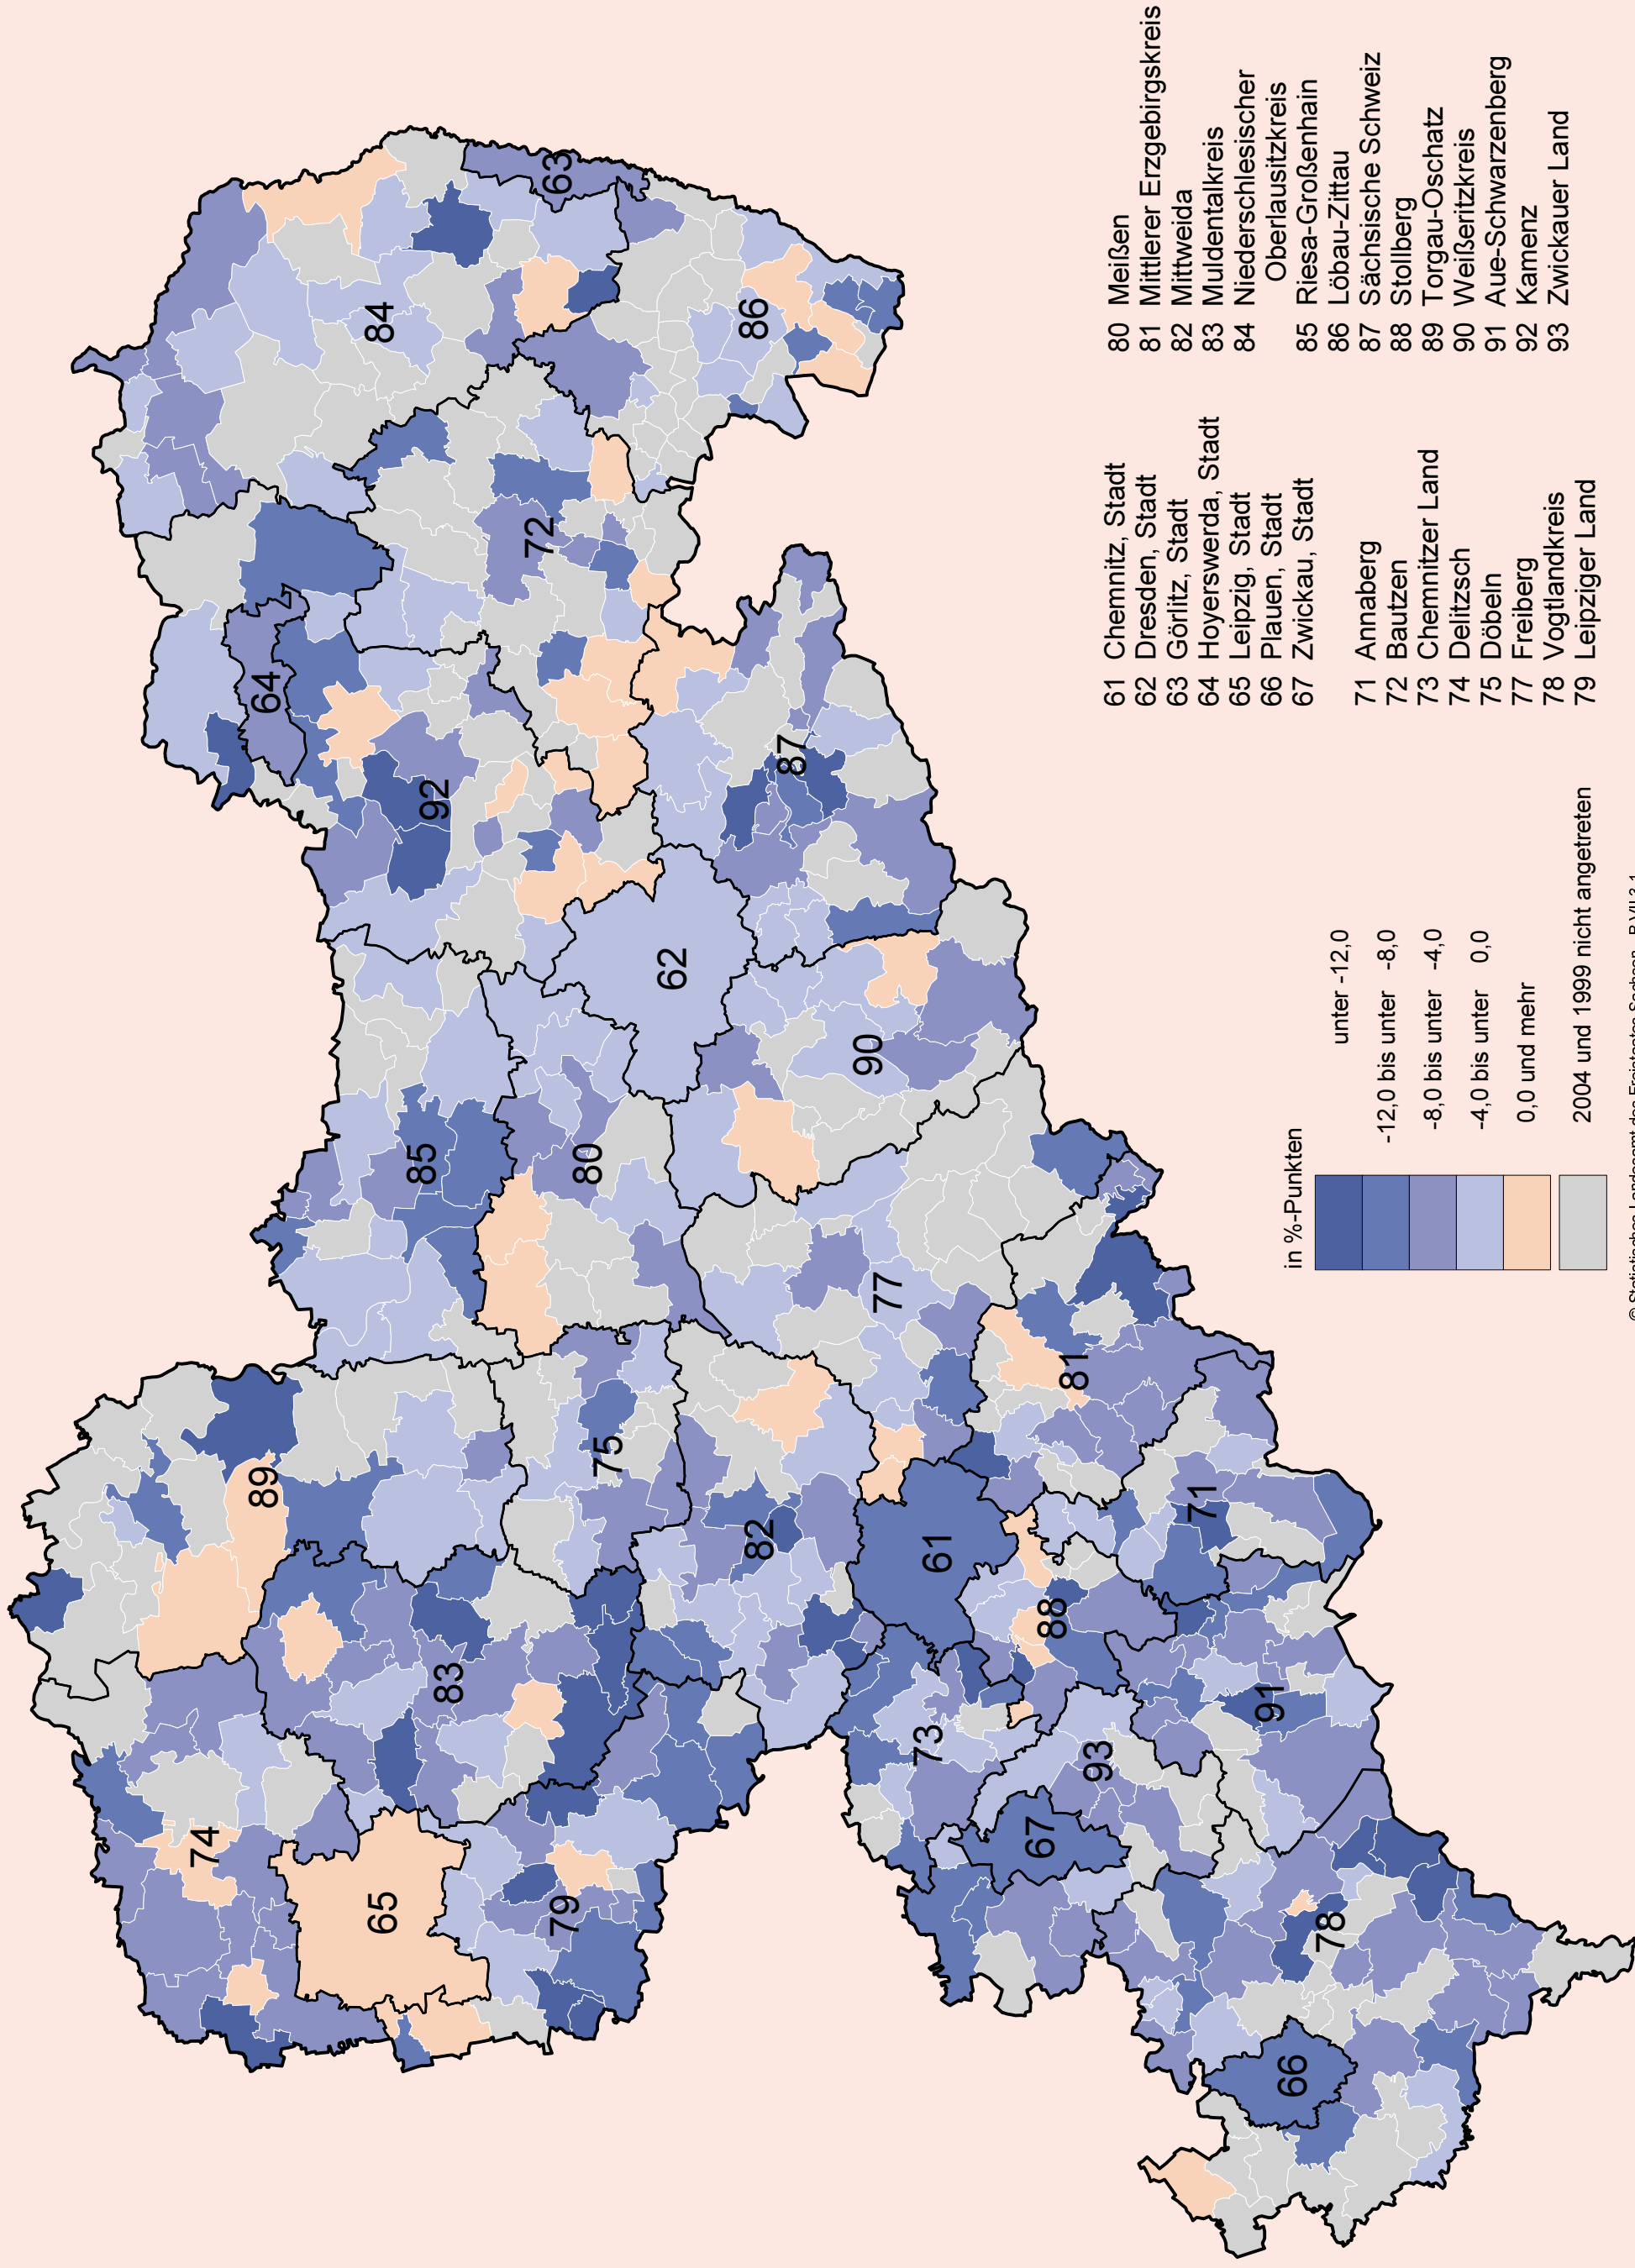 74
89
64
84
65
85
92
83
72
63
79
80
75
62
86
82
87
90
77
73
61
67
88
81
93
71
91
66
78
in %-Punkten
unter -12,0
-12,0 bis unter -8,0
-8,0 bis unter -4,0
-4,0 bis unter 0,0
0,0 und mehr
2004 und 1999 nicht angetreten
61 Chemnitz, Stadt
62 Dresden, Stadt
63 Görlitz, Stadt
64 Hoyerswerda, Stadt
65 Leipzig, Stadt
66 Plauen, Stadt
67 Zwickau, Stadt
71 Annaberg
72 Bautzen
73 Chemnitzer Land
74 Delitzsch
75 Döbeln
77 Freiberg
78 Vogtlandkreis
79 Leipziger Land
80 Meißen
81 Mittlerer Erzgebirgskreis
82 Mittweida
83 Muldentalkreis
84 Niederschlesischer
Oberlausitzkreis
85 Riesa-Großenhain
86 Löbau-Zittau
87 Sächsische Schweiz
88 Stollberg
89 Torgau-Oschatz
90 Weißeritzkreis
91 Aue-Schwarzenberg
92 Kamenz
93 Zwickauer Land
© Statistisches Landesamt des Freistaates Sachsen